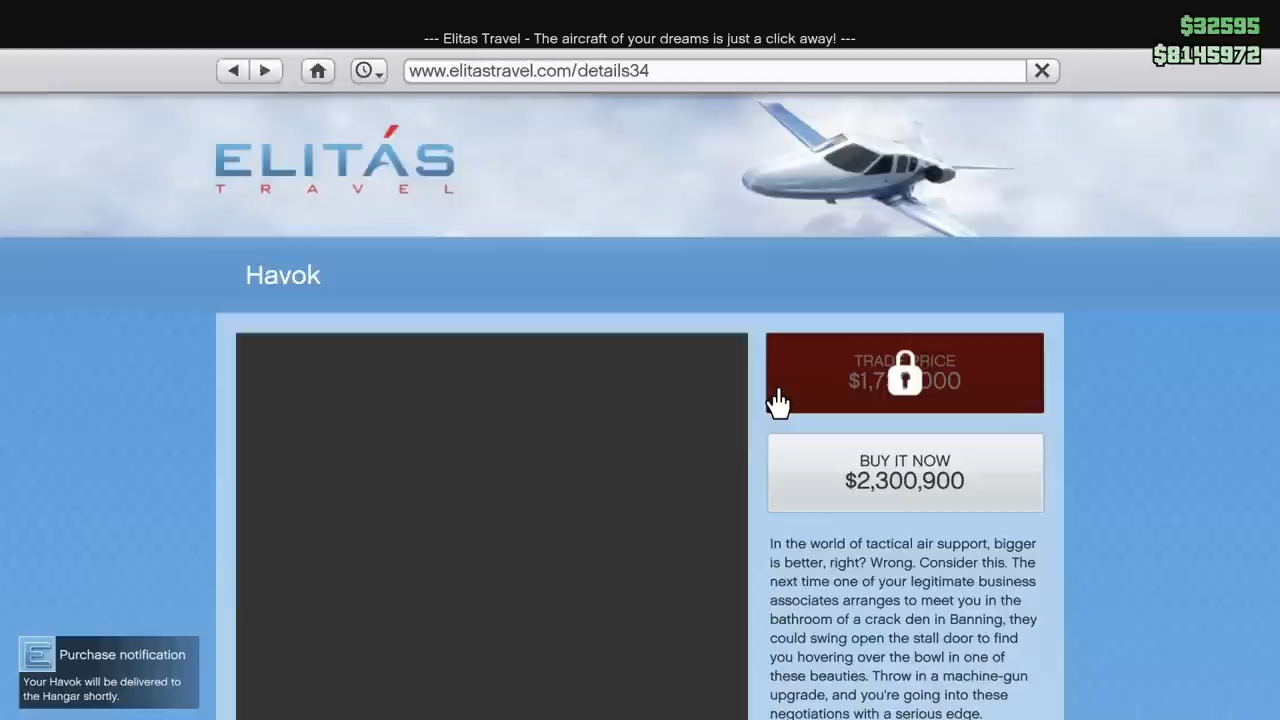 --- Elitas Travel - The aircraft of your dreams is just a click away! ---
$32595
$8145972
www.elitastravel.com/details34
ELITÁS
TRAVEL
Havok
TRADE PRICE
BUY IT NOW
$2,300,900
In the world of tactical air support, bigger
is better, right? Wrong. Consider this. The
next time one of your legitimate business
associates arranges to meet you in the
bathroom of a crack den in Banning, they
could swing open the stall door to find
you hovering over the bowl in one of
these beauties. Throw in a machine-gun
upgrade, and you're going into these
negotiations with a serious edge.
Purchase notification
Your Havok will be delivered to
the Hangar shortly.